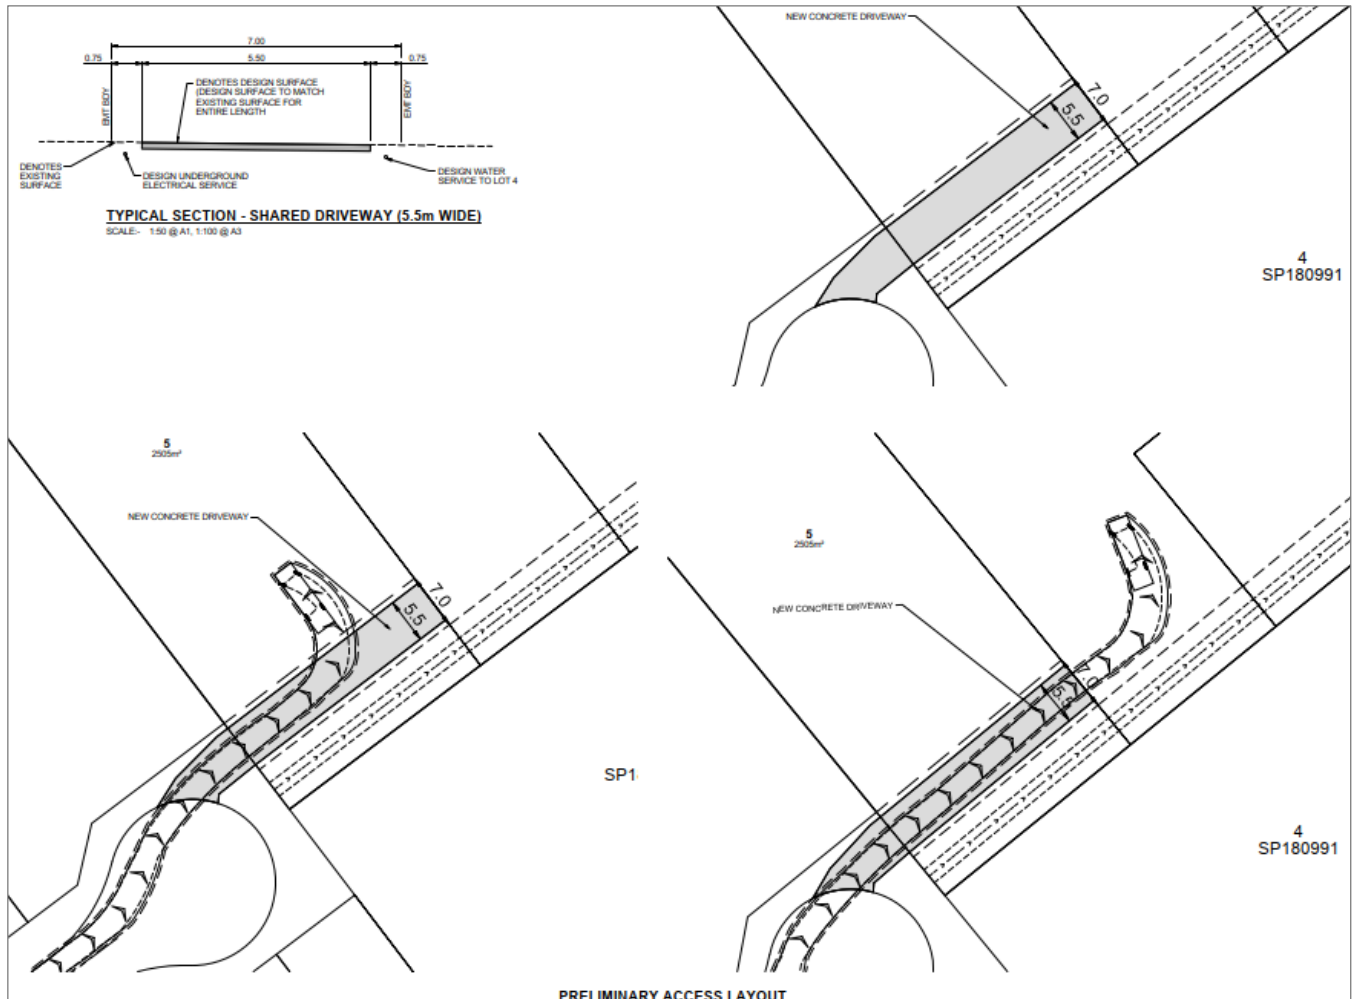 7.00
0.75
5.50
0.75
EMT BDY
EMT BDY
DENOTES DESIGN SURFACE
(DESIGN SURFACE TO MATCH
EXISTING SURFACE FOR
ENTIRE LENGTH
DENOTES
EXISTING
SURFACE
DESIGN UNDERGROUND
ELECTRICAL SERVICE
DESIGN WATER
SERVICE TO LOT 4
TYPICAL SECTION - SHARED DRIVEWAY (5.5m WIDE)
SCALE:- 1:50 @ A1, 1:100 @ A3
NEW CONCRETE DRIVEWAY
7.0
5.5
4
SP180991
5
2505m²
NEW CONCRETE DRIVEWAY
7.0
5.5
SP1
5
2505m²
NEW CONCRETE DRIVEWAY
7.0
5.5
4
SP180991
PRELIMINARY ACCESS LAYOUT